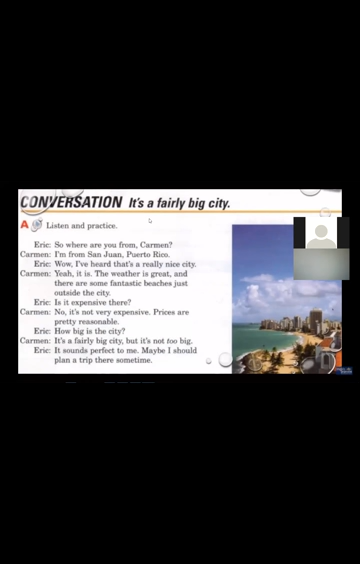 CONVERSATION It's a fairly big city.
A Listen and practice.
Eric: So where are you from, Carmen?
Carmen: I'm from San Juan, Puerto Rico.
Eric: Wow, I've heard that's a really nice city.
Carmen: Yeah, it is. The weather is great, and
there are some fantastic beaches just
outside the city.
Eric: Is it expensive there?
Carmen: No, it's not very expensive. Prices are
pretty reasonable.
Eric: How big is the city?
Carmen: It's a fairly big city, but it's not too big.
Eric: It sounds perfect to me. Maybe I should
plan a trip there sometime.